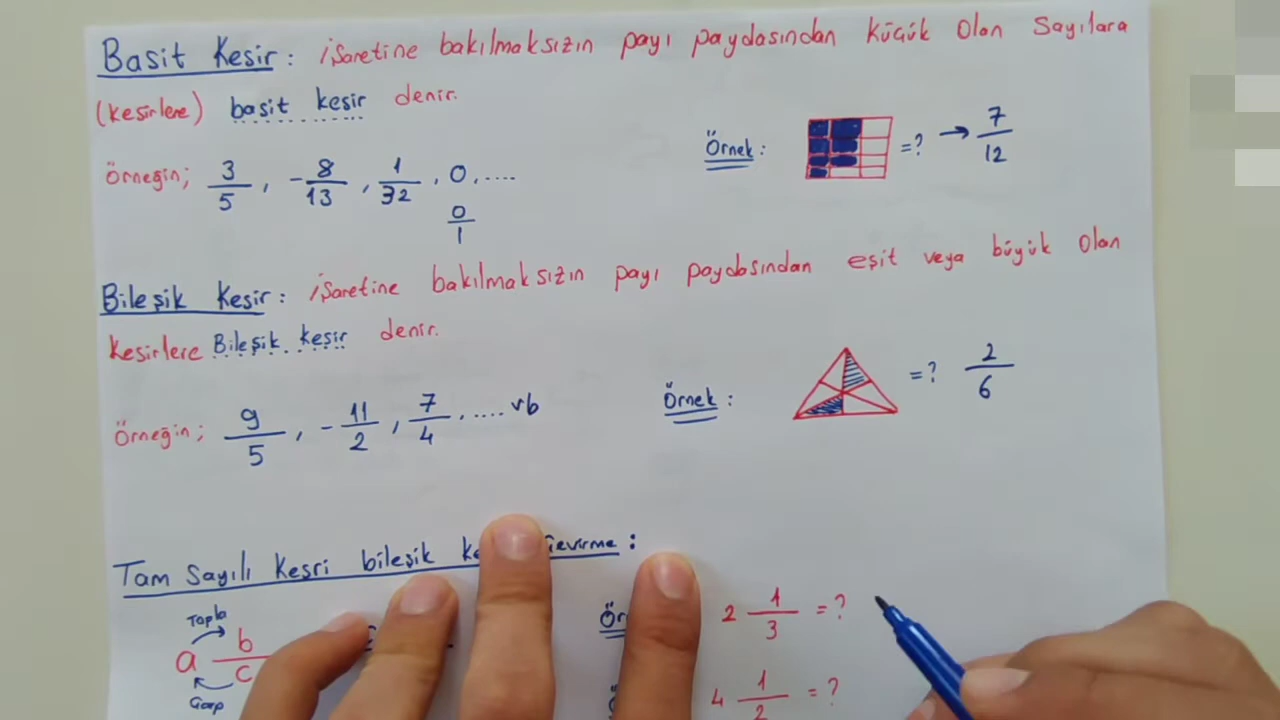 Basit Kesir: işaretine bakılmaksızın payı paydasından küçük olan sayılara
(kesirlere) basit kesir denir.
Örneğin; 3/5, -8/13, 1/32, 0, ....
0/1
Örnek: =? → 7/12
Bileşik Kesir: işaretine bakılmaksızın payı paydasından eşit veya büyük olan
kesirlere Bileşik kesir denir.
Örneğin; 9/5, -11/2, 7/4, .... vb
Örnek: =? 2/6
Tam Sayılı Kesri bileşik
Topla
a b/c
Çarp
2 1/3 =?
4 1/2 =?